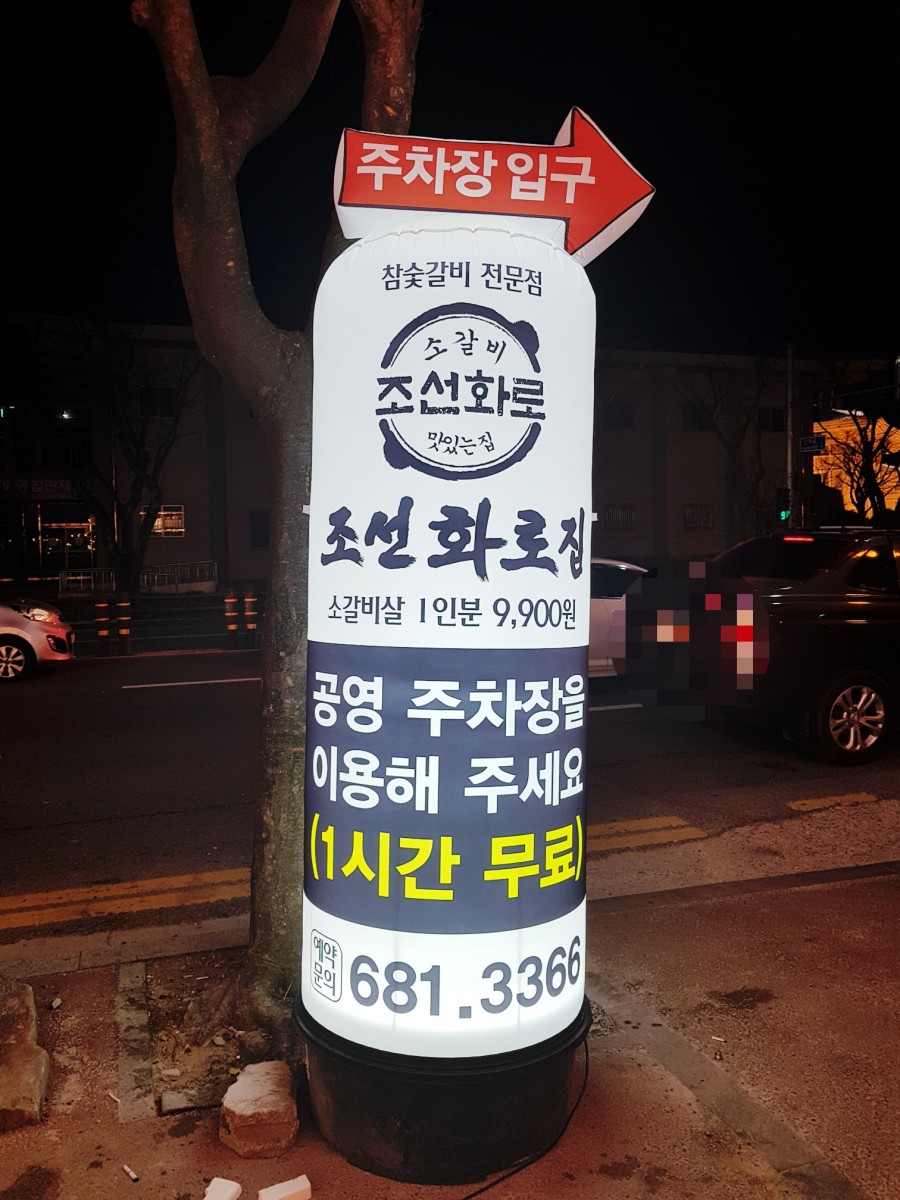 주차장 입구
참숯갈비 전문점
소갈비
조선화로
맛있는집
조선화로집
소갈비살 1인분 9,900원
공영 주차장을
이용해 주세요
(1시간 무료)
예약
문의
681.3366